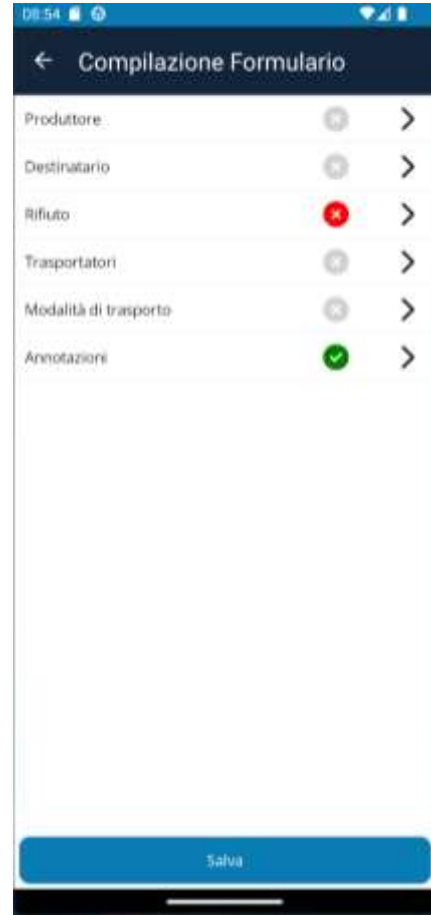 08:54
Compilazione Formulario
Produttore
Destinatario
Rifiuto
Trasportatori
Modalità di trasporto
Annotazioni
Salva